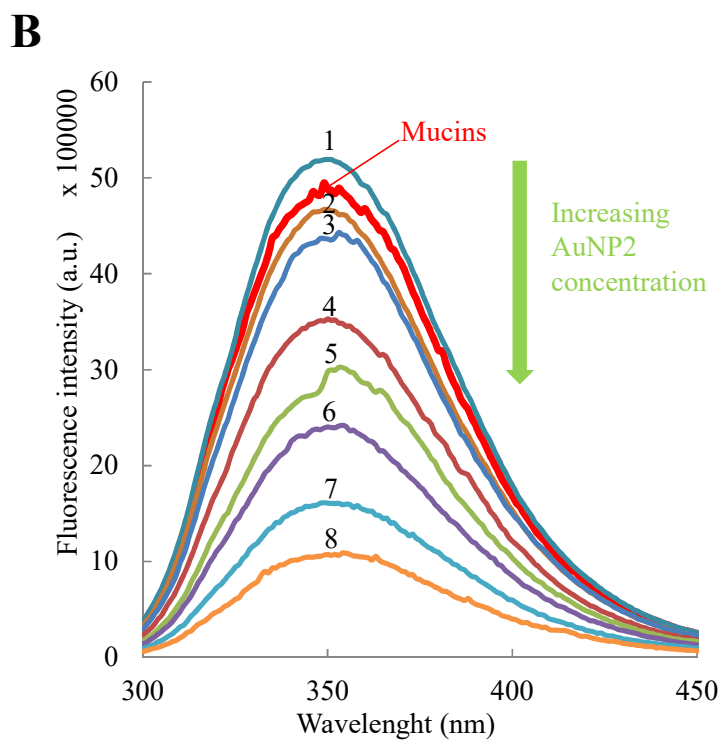 B
Fluorescence intensity (a.u.) x 100000
60
50
40
30
20
10
0
300
350
400
450
Wavelenght (nm)
1
Mucins
2
3
4
5
6
7
8
Increasing
AuNP2
concentration